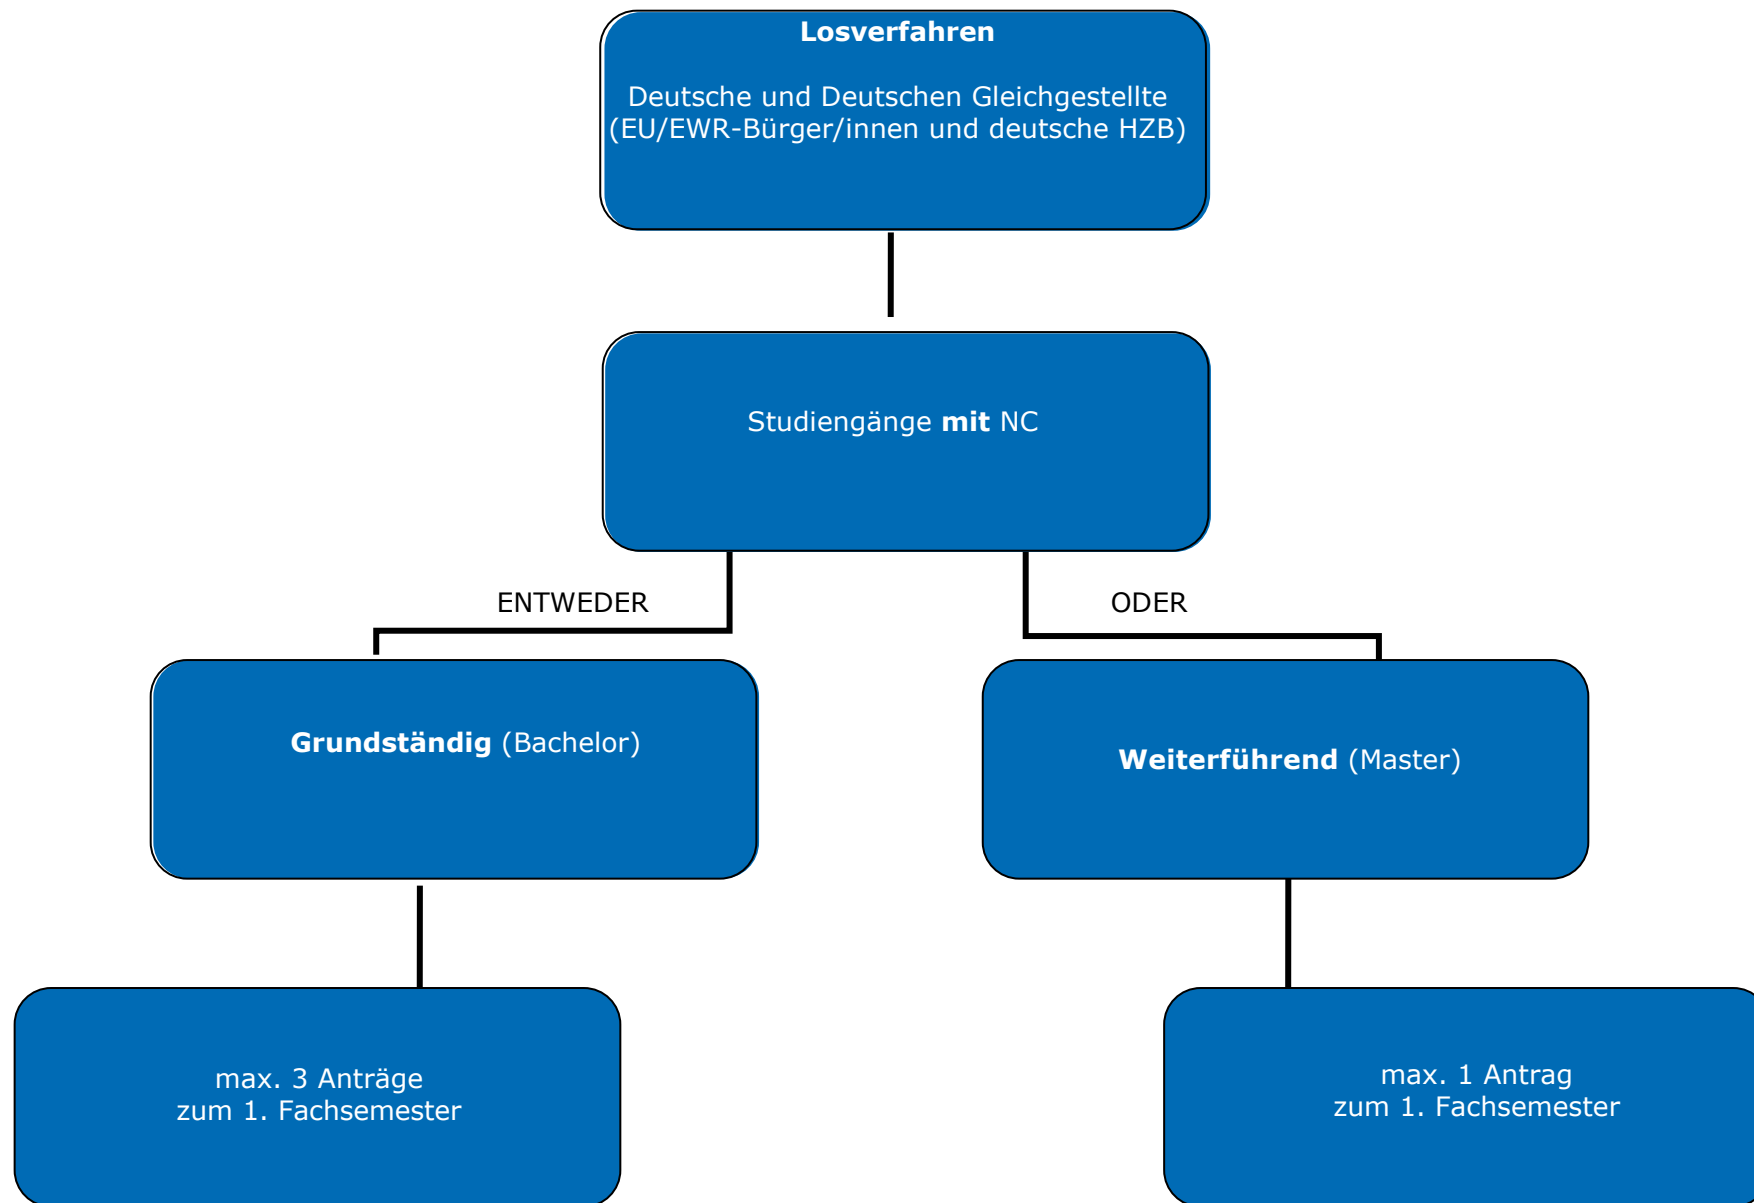 Losverfahren
Deutsche und Deutschen Gleichgestellte
(EU/EWR-Bürger/innen und deutsche HZB)
Studiengänge mit NC
ENTWEDER
ODER
Grundständig (Bachelor)
Weiterführend (Master)
max. 3 Anträge
zum 1. Fachsemester
max. 1 Antrag
zum 1. Fachsemester